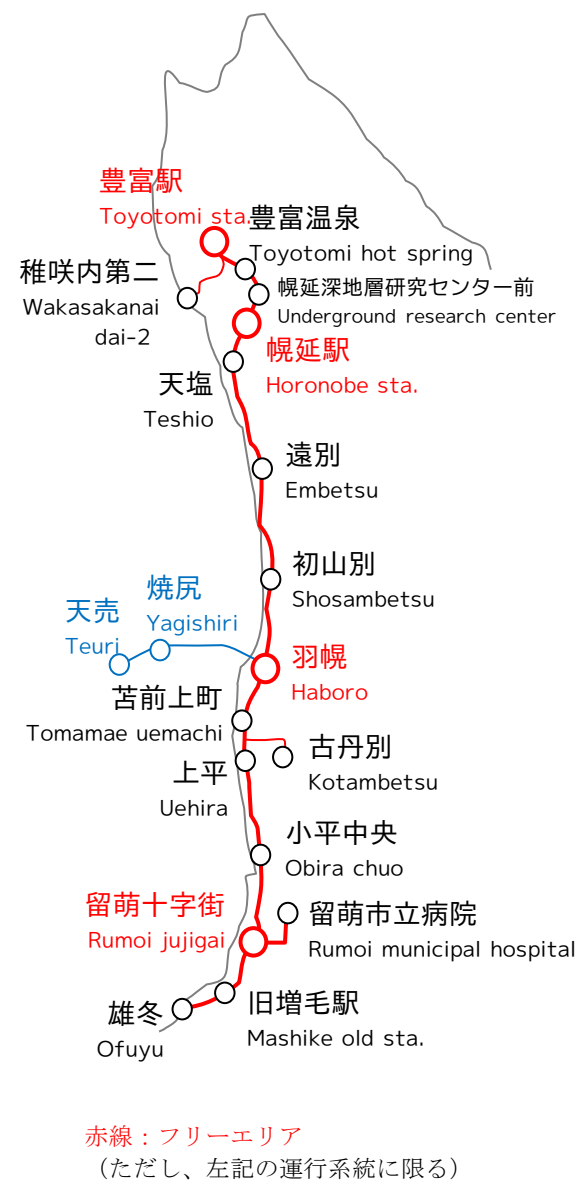 豊富駅
Toyotomi sta.
豊富温泉
Toyotomi hot spring
稚咲内第二
Wakasakanai
dai-2
幌延深地層研究センター前
Underground research center
幌延駅
Horonobe sta.
天塩
Teshio
遠別
Embetsu
初山別
Shosambetsu
焼尻
Yagishiri
天売
Teuri
羽幌
Haboro
苫前上町
Tomamae uemachi
古丹別
Kotambetsu
上平
Uehira
小平中央
Obira chuo
留萌十字街
Rumoi jujigai
留萌市立病院
Rumoi municipal hospital
旧増毛駅
Mashike old sta.
雄冬
Ofuyu
赤線：フリーエリア
（ただし、左記の運行系統に限る）